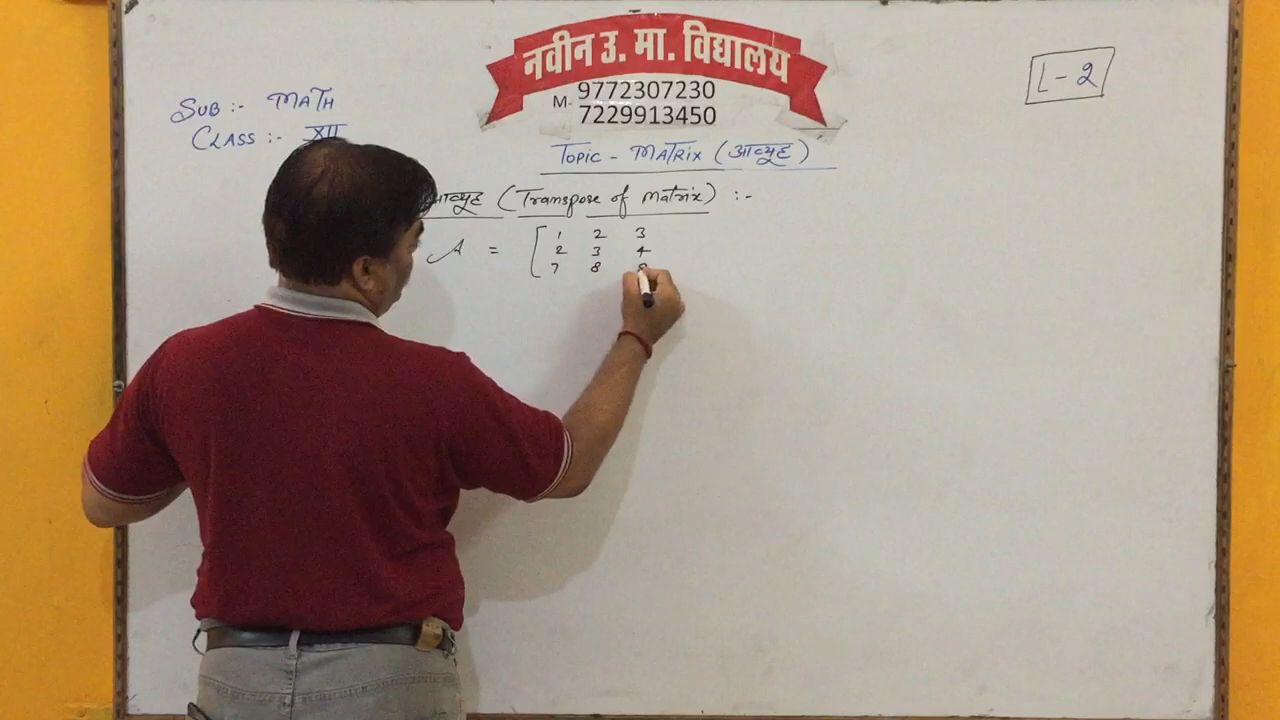 नवीन उ. मा. विद्यालय
M- 9772307230
7229913450
L-2
SUB :- MATH
CLASS :- XII
TOPIC - MATRIX (आव्यूह)
आव्यूह (Transpose of Matrix) :-
A = [ 1 2 3
2 3 4
7 8